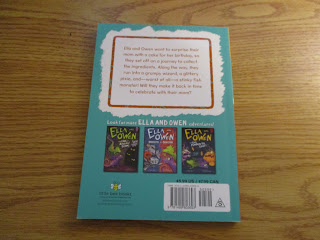 Ella and Owen want to surprise their
mom with a cake for her birthday, so
they set off on a journey to collect
the ingredients. Along the way, they
run into a grumpy wizard, a glittery
pixie, and—worst of all—a stinky fish
monster! Will they make it back in time
to celebrate with their mom?
Look for more ELLA AND OWEN adventures!
ELLA
OWEN
ELLA
OWEN
ELLA
OWEN